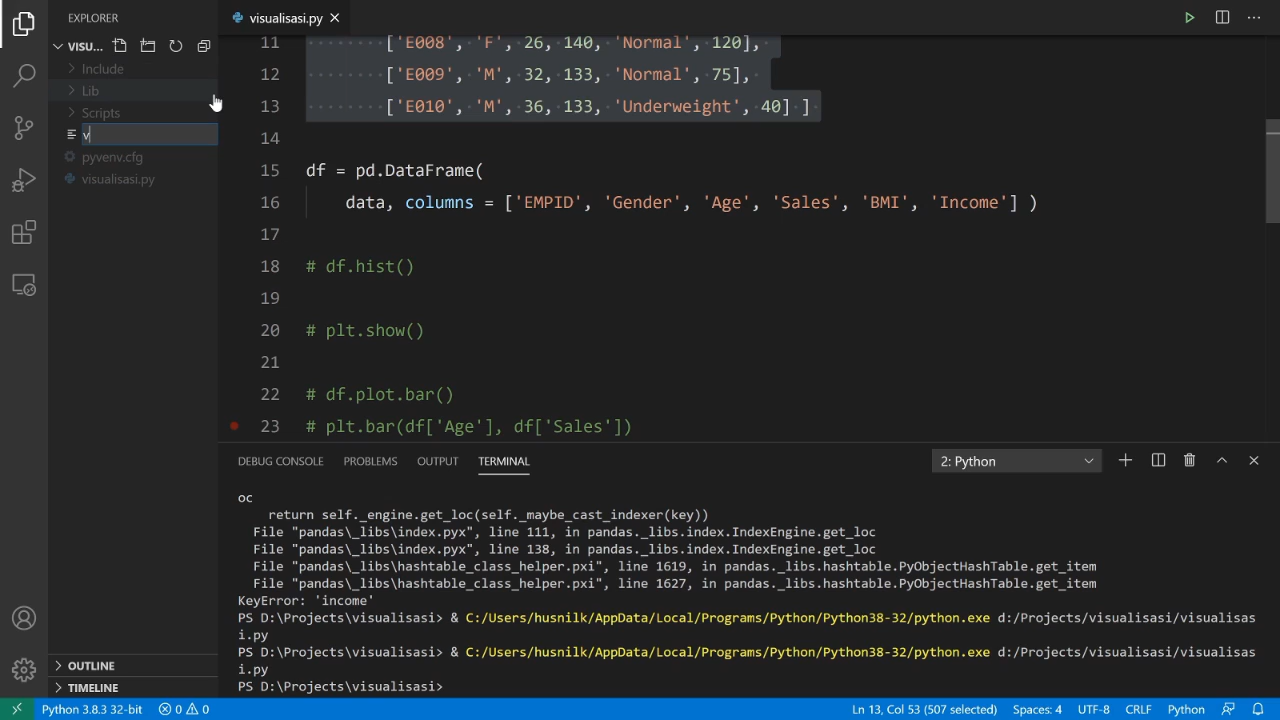 EXPLORER
visualisasi.py
VISU...
Include
Lib
Scripts
v
pyvenv.cfg
visualisasi.py
11 ['E008', 'F', 26, 140, 'Normal', 120],
12 ['E009', 'M', 32, 133, 'Normal', 75],
13 ['E010', 'M', 36, 133, 'Underweight', 40] ]
14
15 df = pd.DataFrame(
16 data, columns = ['EMPID', 'Gender', 'Age', 'Sales', 'BMI', 'Income'] )
17
18 # df.hist()
19
20 # plt.show()
21
22 # df.plot.bar()
23 # plt.bar(df['Age'], df['Sales'])
DEBUG CONSOLE PROBLEMS OUTPUT TERMINAL 2: Python
oc
return self._engine.get_loc(self._maybe_cast_indexer(key))
File "pandas\_libs\index.pyx", line 111, in pandas._libs.index.IndexEngine.get_loc
File "pandas\_libs\index.pyx", line 138, in pandas._libs.index.IndexEngine.get_loc
File "pandas\_libs\hashtable_class_helper.pxi", line 1619, in pandas._libs.hashtable.PyObjectHashTable.get_item
File "pandas\_libs\hashtable_class_helper.pxi", line 1627, in pandas._libs.hashtable.PyObjectHashTable.get_item
KeyError: 'income'
PS D:\Projects\visualisasi> & C:/Users/husnilk/AppData/Local/Programs/Python/Python38-32/python.exe d:/Projects/visualisasi/visualisas
i.py
PS D:\Projects\visualisasi> & C:/Users/husnilk/AppData/Local/Programs/Python/Python38-32/python.exe d:/Projects/visualisasi/visualisas
i.py
PS D:\Projects\visualisasi>
OUTLINE
TIMELINE
Python 3.8.3 32-bit 0 0 Ln 13, Col 53 (507 selected) Spaces: 4 UTF-8 CRLF Python